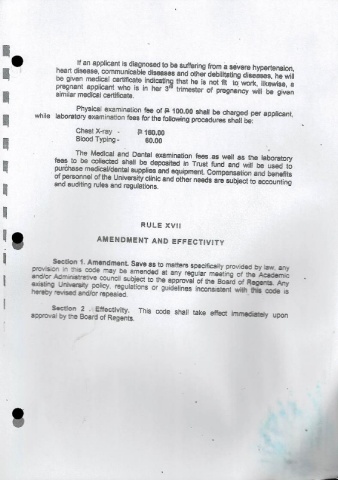 If an applicant is diagnosed to be suffering from a severe hypertension,
heart disease, communicable diseases and other debilitating diseases, he will
be given medical certificate indicating that he is not fit to work, likewise, a
pregnant applicant who is in her 3rd trimester of pregnancy will be given
similar medical certificate.
Physical examination fee of ₱ 100.00 shall be charged per applicant,
while laboratory examination fees for the following procedures shall be:
Chest X-ray - ₱ 160.00
Blood Typing - 60.00
The Medical and Dental examination fees as well as the laboratory
fees to be collected shall be deposited in Trust fund and will be used to
purchase medical/dental supplies and equipment. Compensation and benefits
of personnel of the University clinic and other needs are subject to accounting
and auditing rules and regulations.
RULE XVII
AMENDMENT AND EFFECTIVITY
Section 1. Amendment. Save as to matters specifically provided by law, any
provision in this code may be amended at any regular meeting of the Academic
and/or Administrative council subject to the approval of the Board of Regents. Any
existing University policy, regulations or guidelines inconsistent with this code is
hereby revised and/or repealed.
Section 2. Effectivity. This code shall take effect immediately upon
approval by the Board of Regents.